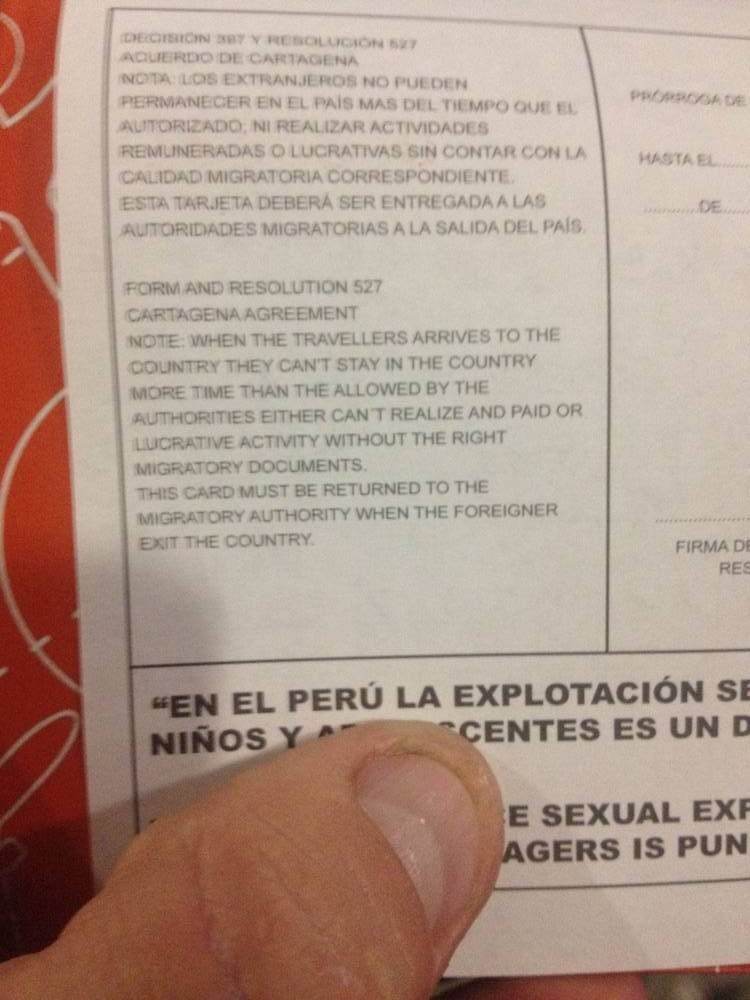 DECISIÓN 397 Y RESOLUCIÓN 527
ACUERDO DE CARTAGENA
NOTA: LOS EXTRANJEROS NO PUEDEN
PERMANECER EN EL PAÍS MAS DEL TIEMPO QUE EL
AUTORIZADO; NI REALIZAR ACTIVIDADES
REMUNERADAS O LUCRATIVAS SIN CONTAR CON LA
CALIDAD MIGRATORIA CORRESPONDIENTE.
ESTA TARJETA DEBERÁ SER ENTREGADA A LAS
AUTORIDADES MIGRATORIAS A LA SALIDA DEL PAÍS.
FORM AND RESOLUTION 527
CARTAGENA AGREEMENT
NOTE: WHEN THE TRAVELLERS ARRIVES TO THE
COUNTRY THEY CAN'T STAY IN THE COUNTRY
MORE TIME THAN THE ALLOWED BY THE
AUTHORITIES EITHER CAN'T REALIZE AND PAID OR
LUCRATIVE ACTIVITY WITHOUT THE RIGHT
MIGRATORY DOCUMENTS.
THIS CARD MUST BE RETURNED TO THE
MIGRATORY AUTHORITY WHEN THE FOREIGNER
EXIT THE COUNTRY.
PRÓRROGA DE
HASTA EL.......
............DE.....
FIRMA DE
RES
“EN EL PERÚ LA EXPLOTACIÓN SE
NIÑOS Y CENTES ES UN D
E SEXUAL EXP
AGERS IS PUN